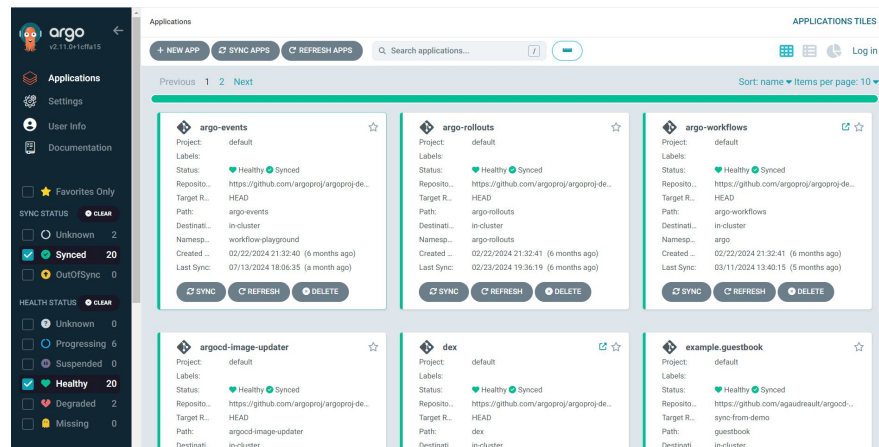 argo
v2.11.0+1cffa15
Applications
Settings
User Info
Documentation
Favorites Only
SYNC STATUS CLEAR
Unknown 2
Synced 20
OutOfSync 0
HEALTH STATUS CLEAR
Unknown 0
Progressing 6
Suspended 0
Healthy 20
Degraded 2
Missing 0
Applications
APPLICATIONS TILES
+ NEW APP SYNC APPS REFRESH APPS Search applications... / Log in
Previous 1 2 Next
Sort: name Items per page: 10
argo-events
Project: default
Labels:
Status: Healthy Synced
Reposito... https://github.com/argoproj/argoproj-de...
Target R... HEAD
Path: argo-events
Destinati... in-cluster
Namesp... workflow-playground
Created ... 02/22/2024 21:32:40 (6 months ago)
Last Sync: 07/13/2024 18:06:35 (a month ago)
SYNC REFRESH DELETE
argo-rollouts
Project: default
Labels:
Status: Healthy Synced
Reposito... https://github.com/argoproj/argoproj-de...
Target R... HEAD
Path: argo-rollouts
Destinati... in-cluster
Namesp... argo-rollouts
Created ... 02/22/2024 21:32:41 (6 months ago)
Last Sync: 02/23/2024 19:36:19 (6 months ago)
SYNC REFRESH DELETE
argo-workflows
Project: default
Labels:
Status: Healthy Synced
Reposito... https://github.com/argoproj/argoproj-de...
Target R... HEAD
Path: argo-workflows
Destinati... in-cluster
Namesp... argo
Created ... 02/22/2024 21:32:41 (6 months ago)
Last Sync: 03/11/2024 13:40:15 (5 months ago)
SYNC REFRESH DELETE
argocd-image-updater
Project: default
Labels:
Status: Healthy Synced
Reposito... https://github.com/argoproj/argoproj-de...
Target R... HEAD
Path: argocd-image-updater
Destinati... in-cluster
dex
Project: default
Labels:
Status: Healthy Synced
Reposito... https://github.com/argoproj/argoproj-de...
Target R... HEAD
Path: dex
Destinati... in-cluster
example.guestbook
Project: default
Labels:
Status: Healthy Synced
Reposito... https://github.com/agaudreault/argocd-...
Target R... sync-from-demo
Path: guestbook
Destinati... in-cluster